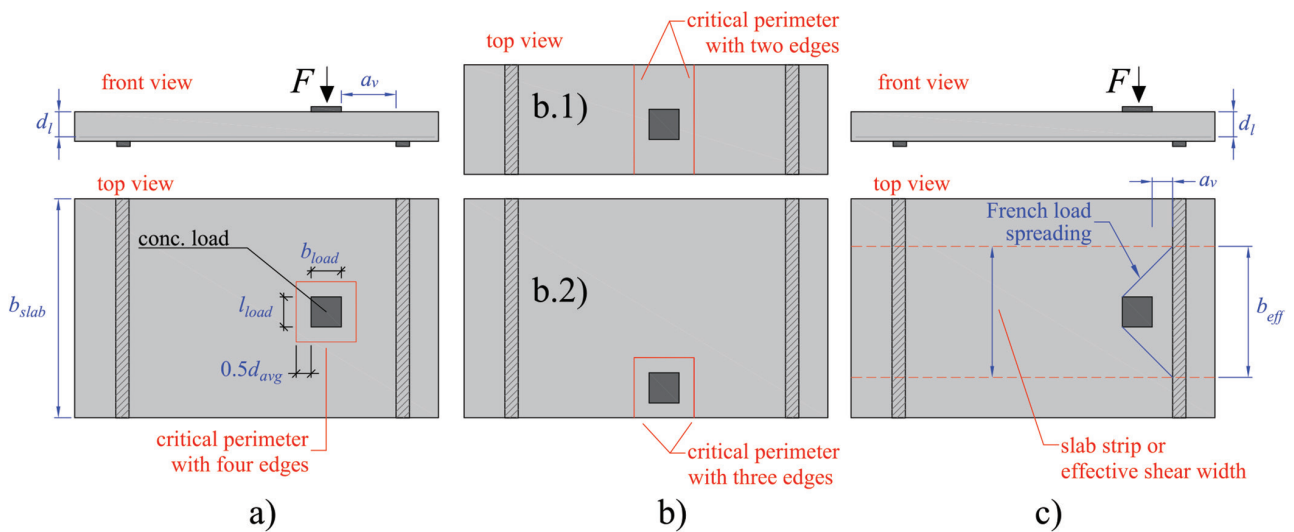 front view
F
a_v
d_l
top view
conc. load
b_load
l_load
b_slab
0.5d_avg
critical perimeter
with four edges
a)
top view
critical perimeter
with two edges
b.1)
b.2)
critical perimeter
with three edges
b)
front view
F
d_l
top view
a_v
French load
spreading
b_eff
slab strip or
effective shear width
c)